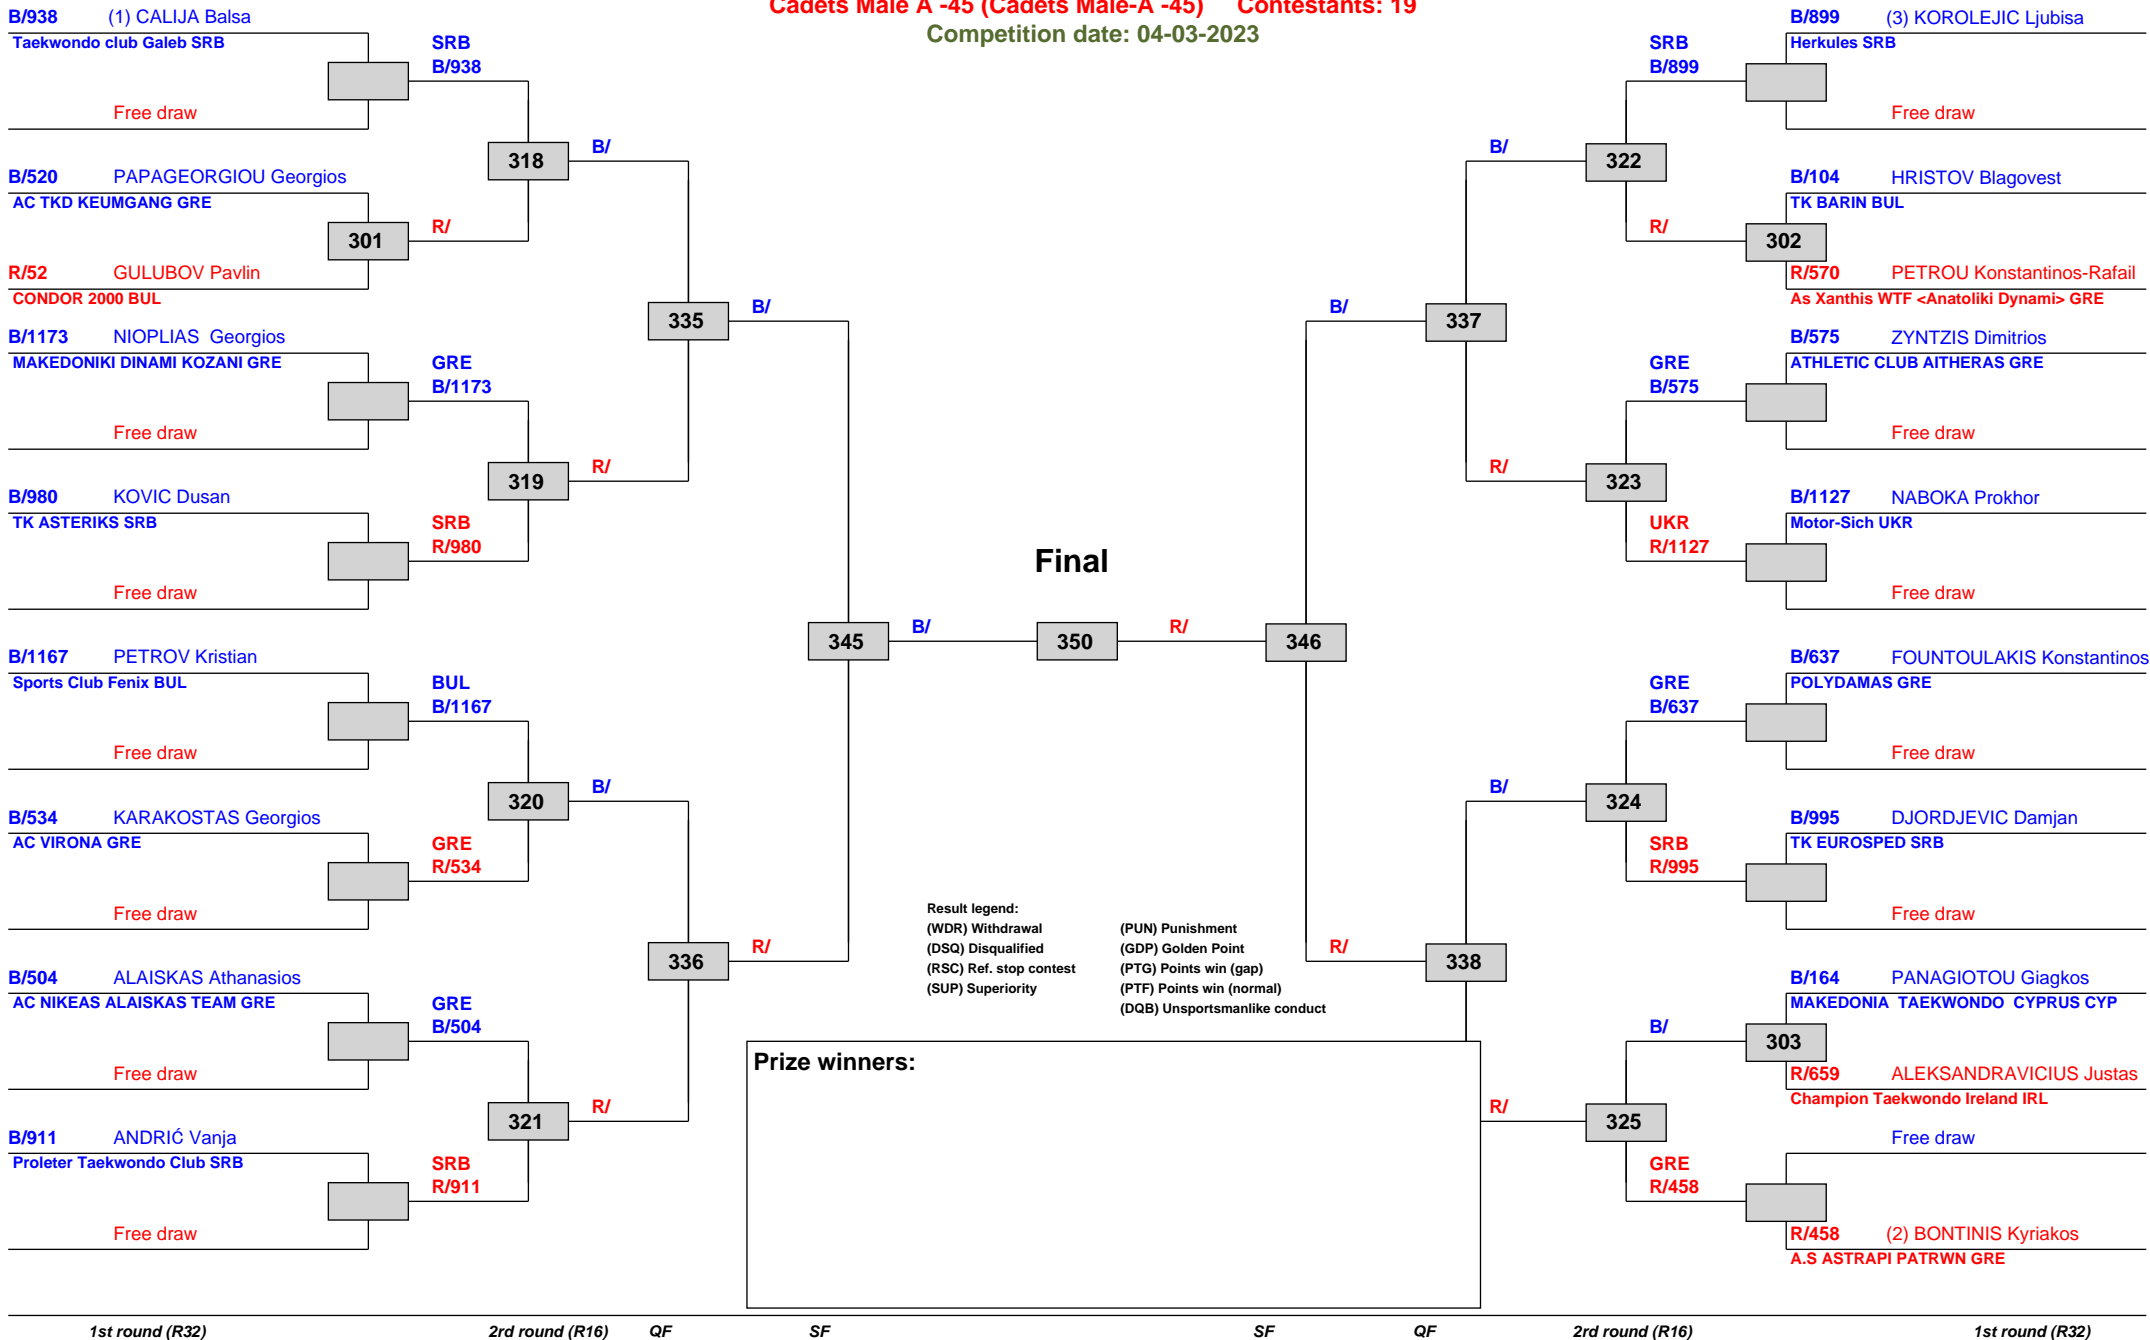 Cadets Male A -45 (Cadets Male-A -45) Contestants: 19
Competition date: 04-03-2023
B/938 (1) CALIJA Balsa
Taekwondo club Galeb SRB
Free draw
SRB
B/938
B/520 PAPAGEORGIOU Georgios
AC TKD KEUMGANG GRE
301
R/
R/52 GULUBOV Pavlin
CONDOR 2000 BUL
318
B/
B/1173 NIOPLIAS Georgios
MAKEDONIKI DINAMI KOZANI GRE
Free draw
GRE
B/1173
B/980 KOVIC Dusan
TK ASTERIKS SRB
Free draw
SRB
R/980
319
R/
335
B/
B/1167 PETROV Kristian
Sports Club Fenix BUL
Free draw
BUL
B/1167
B/534 KARAKOSTAS Georgios
AC VIRONA GRE
Free draw
GRE
R/534
320
B/
B/504 ALAISKAS Athanasios
AC NIKEAS ALAISKAS TEAM GRE
Free draw
GRE
B/504
B/911 ANDRIĆ Vanja
Proleter Taekwondo Club SRB
Free draw
SRB
R/911
321
R/
336
R/
345
B/
Final
350
R/
346
B/
337
B/
322
SRB
B/899
B/899 (3) KOROLEJIC Ljubisa
Herkules SRB
Free draw
B/104 HRISTOV Blagovest
TK BARIN BUL
R/
302
R/570 PETROU Konstantinos-Rafail
As Xanthis WTF <Anatoliki Dynami> GRE
R/
323
GRE
B/575
B/575 ZYNTZIS Dimitrios
ATHLETIC CLUB AITHERAS GRE
Free draw
B/1127 NABOKA Prokhor
Motor-Sich UKR
UKR
R/1127
Free draw
R/
338
B/
324
GRE
B/637
B/637 FOUNTOULAKIS Konstantinos
POLYDAMAS GRE
Free draw
B/995 DJORDJEVIC Damjan
TK EUROSPED SRB
SRB
R/995
Free draw
R/
325
B/
B/164 PANAGIOTOU Giagkos
MAKEDONIA TAEKWONDO CYPRUS CYP
303
R/659 ALEKSANDRAVICIUS Justas
Champion Taekwondo Ireland IRL
Free draw
GRE
R/458
R/458 (2) BONTINIS Kyriakos
A.S ASTRAPI PATRWN GRE
Result legend:
(WDR) Withdrawal (PUN) Punishment
(DSQ) Disqualified (GDP) Golden Point
(RSC) Ref. stop contest (PTG) Points win (gap)
(SUP) Superiority (PTF) Points win (normal)
(DQB) Unsportsmanlike conduct
Prize winners:
1st round (R32) 2rd round (R16) QF SF SF QF 2rd round (R16) 1st round (R32)